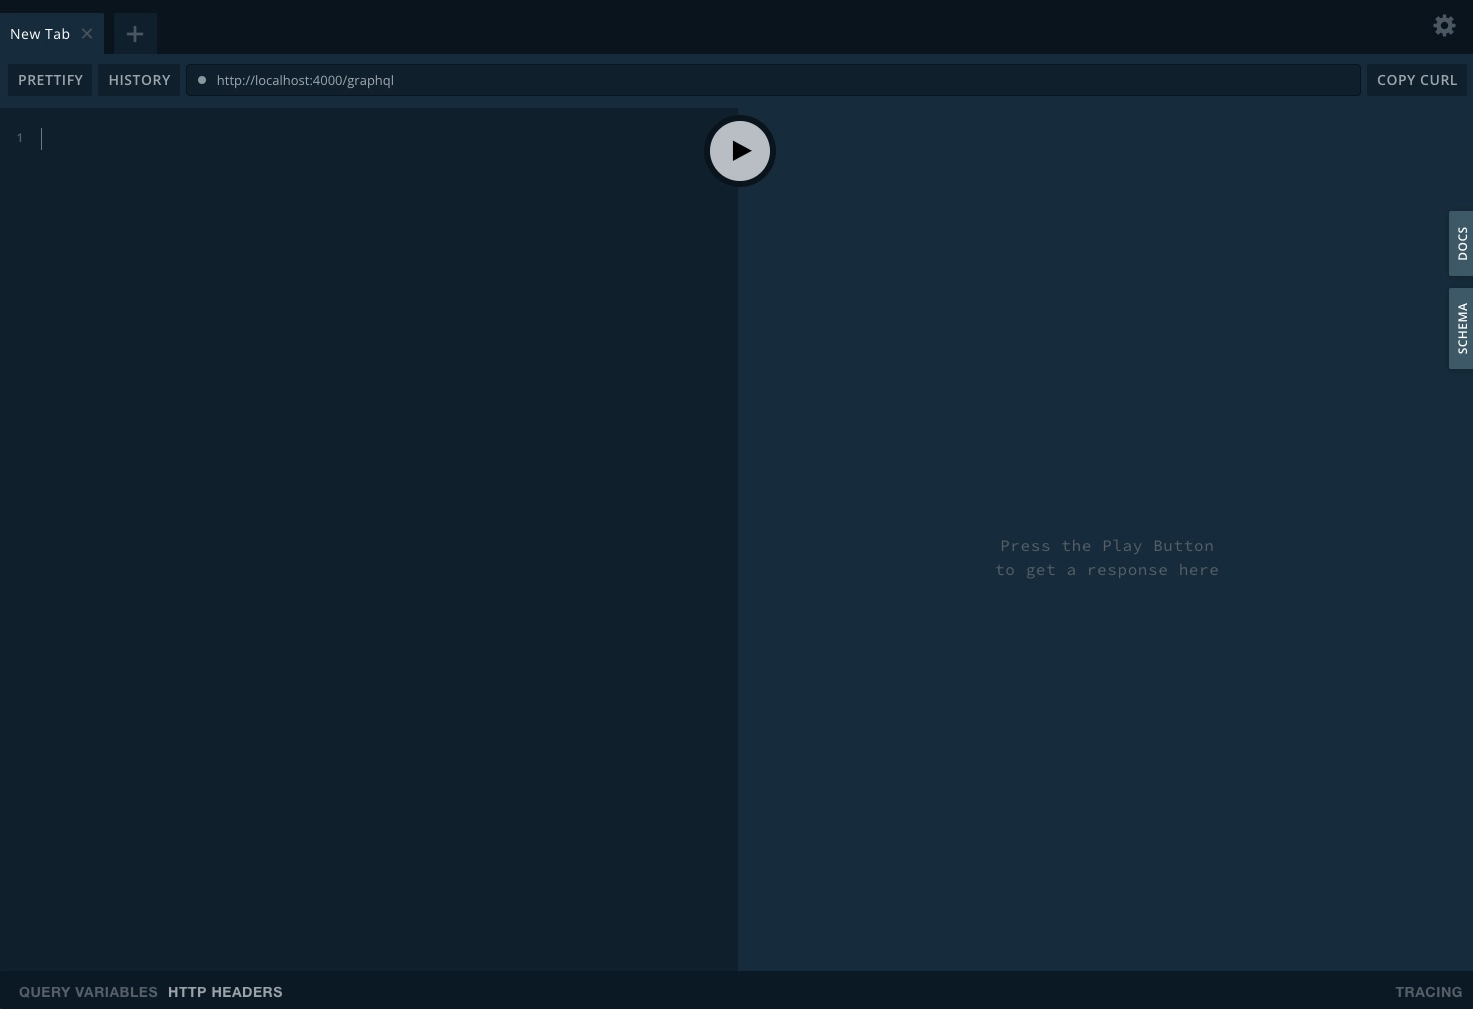 New Tab
PRETTIFY
HISTORY
http://localhost:4000/graphql
COPY CURL
1
DOCS
SCHEMA
Press the Play Button
to get a response here
QUERY VARIABLES
HTTP HEADERS
TRACING